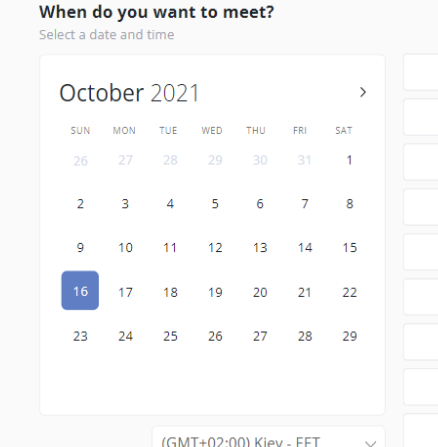 When do you want to meet?
Select a date and time
October 2021
SUN MON TUE WED THU FRI SAT
26 27 28 29 30 31 1
2 3 4 5 6 7 8
9 10 11 12 13 14 15
16 17 18 19 20 21 22
23 24 25 26 27 28 29
(GMT+02:00) Kiev - EET